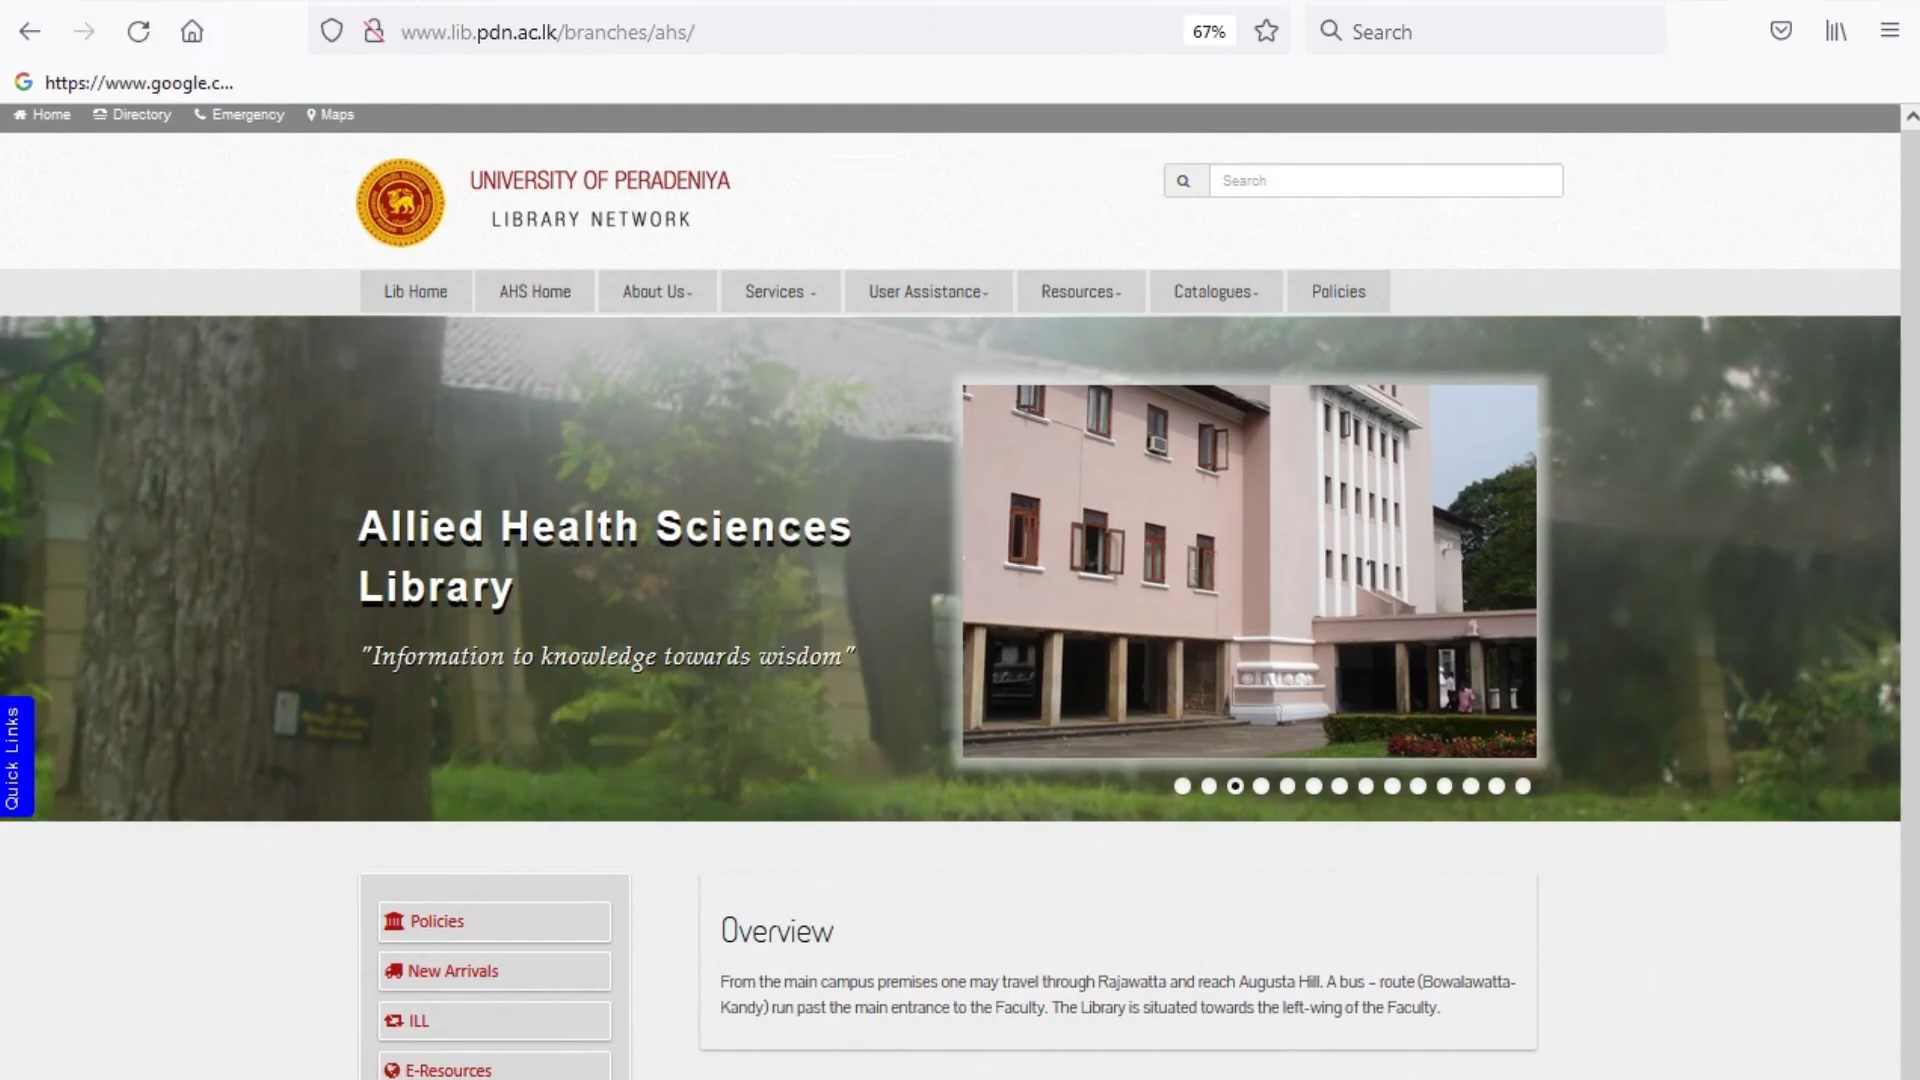 www.lib.pdn.ac.lk/branches/ahs/
67%
Search
https://www.google.c...
Home
Directory
Emergency
Maps
UNIVERSITY OF PERADENIYA
LIBRARY NETWORK
Search
Lib Home
AHS Home
About Us
Services
User Assistance
Resources
Catalogues
Policies
Allied Health Sciences
Library
"Information to knowledge towards wisdom"
Quick Links
Policies
New Arrivals
ILL
E-Resources
Overview
From the main campus premises one may travel through Rajawatta and reach Augusta Hill. A bus – route (Bowalawatta-
Kandy) run past the main entrance to the Faculty. The Library is situated towards the left-wing of the Faculty.